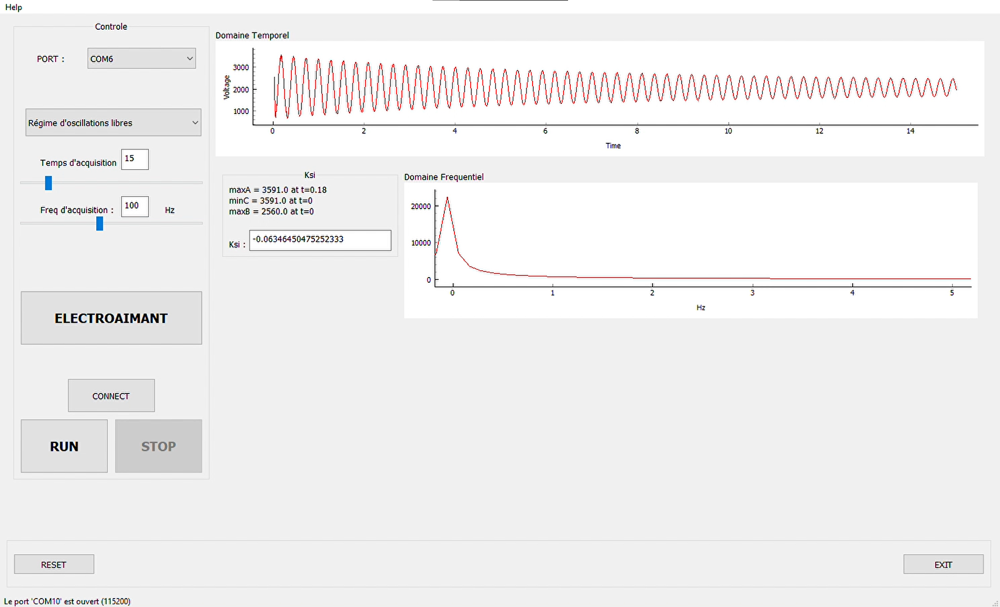 Help
Controle
PORT :
COM6
Régime d'oscillations libres
Temps d'acquisition
15
Freq d'acquisition :
100
Hz
ELECTROAIMANT
CONNECT
RUN
STOP
Domaine Temporel
Voltage
3000
2000
1000
0
2
4
6
8
10
12
14
Time
Ksi
maxA = 3591.0 at t=0.18
minC = 3591.0 at t=0
maxB = 2560.0 at t=0
Ksi :
-0.06346450475252333
Domaine Frequentiel
20000
10000
0
0
1
2
3
4
5
Hz
RESET
EXIT
Le port 'COM10' est ouvert (115200)